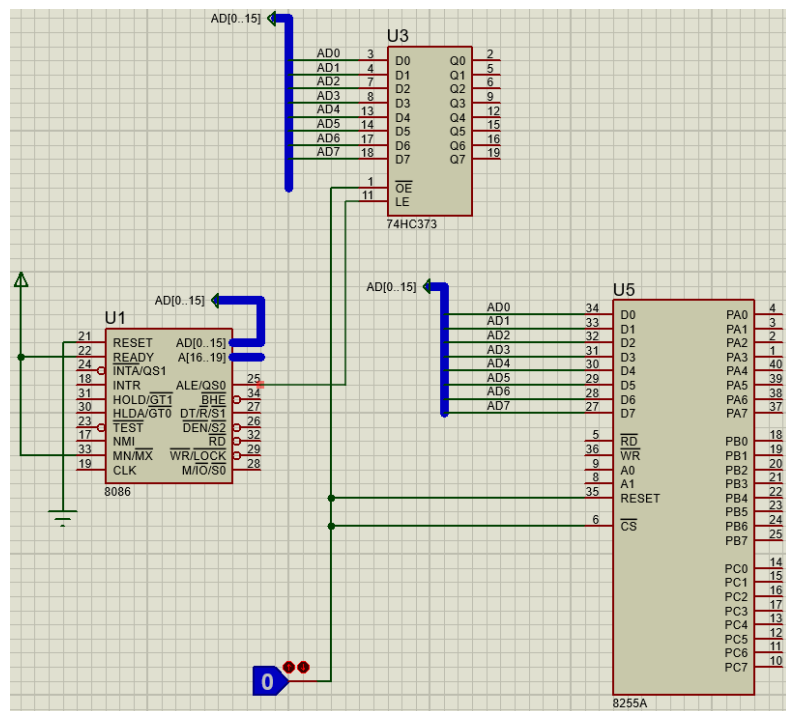 AD[0..15]
U3
AD0 3 D0 Q0 2
AD1 4 D1 Q1 5
AD2 7 D2 Q2 6
AD3 8 D3 Q3 9
AD4 13 D4 Q4 12
AD5 14 D5 Q5 15
AD6 17 D6 Q6 16
AD7 18 D7 Q7 19
1 OE
11 LE
74HC373
AD[0..15]
U1
21 RESET AD[0..15]
22 READY A[16..19]
24 INTA/QS1
18 INTR ALE/QS0 25
31 HOLD/GT1 BHE 34
30 HLDA/GT0 DT/R/S1 27
23 TEST DEN/S2 26
17 NMI RD 32
33 MN/MX WR/LOCK 29
19 CLK M/IO/S0 28
8086
AD[0..15]
U5
AD0 34 D0 PA0 4
AD1 33 D1 PA1 3
AD2 32 D2 PA2 2
AD3 31 D3 PA3 1
AD4 30 D4 PA4 40
AD5 29 D5 PA5 39
AD6 28 D6 PA6 38
AD7 27 D7 PA7 37
5 RD PB0 18
36 WR PB1 19
9 A0 PB2 20
8 A1 PB3 21
35 RESET PB4 22
PB5 23
6 CS PB6 24
PB7 25
PC0 14
PC1 15
PC2 16
PC3 17
PC4 13
PC5 12
PC6 11
PC7 10
8255A
0